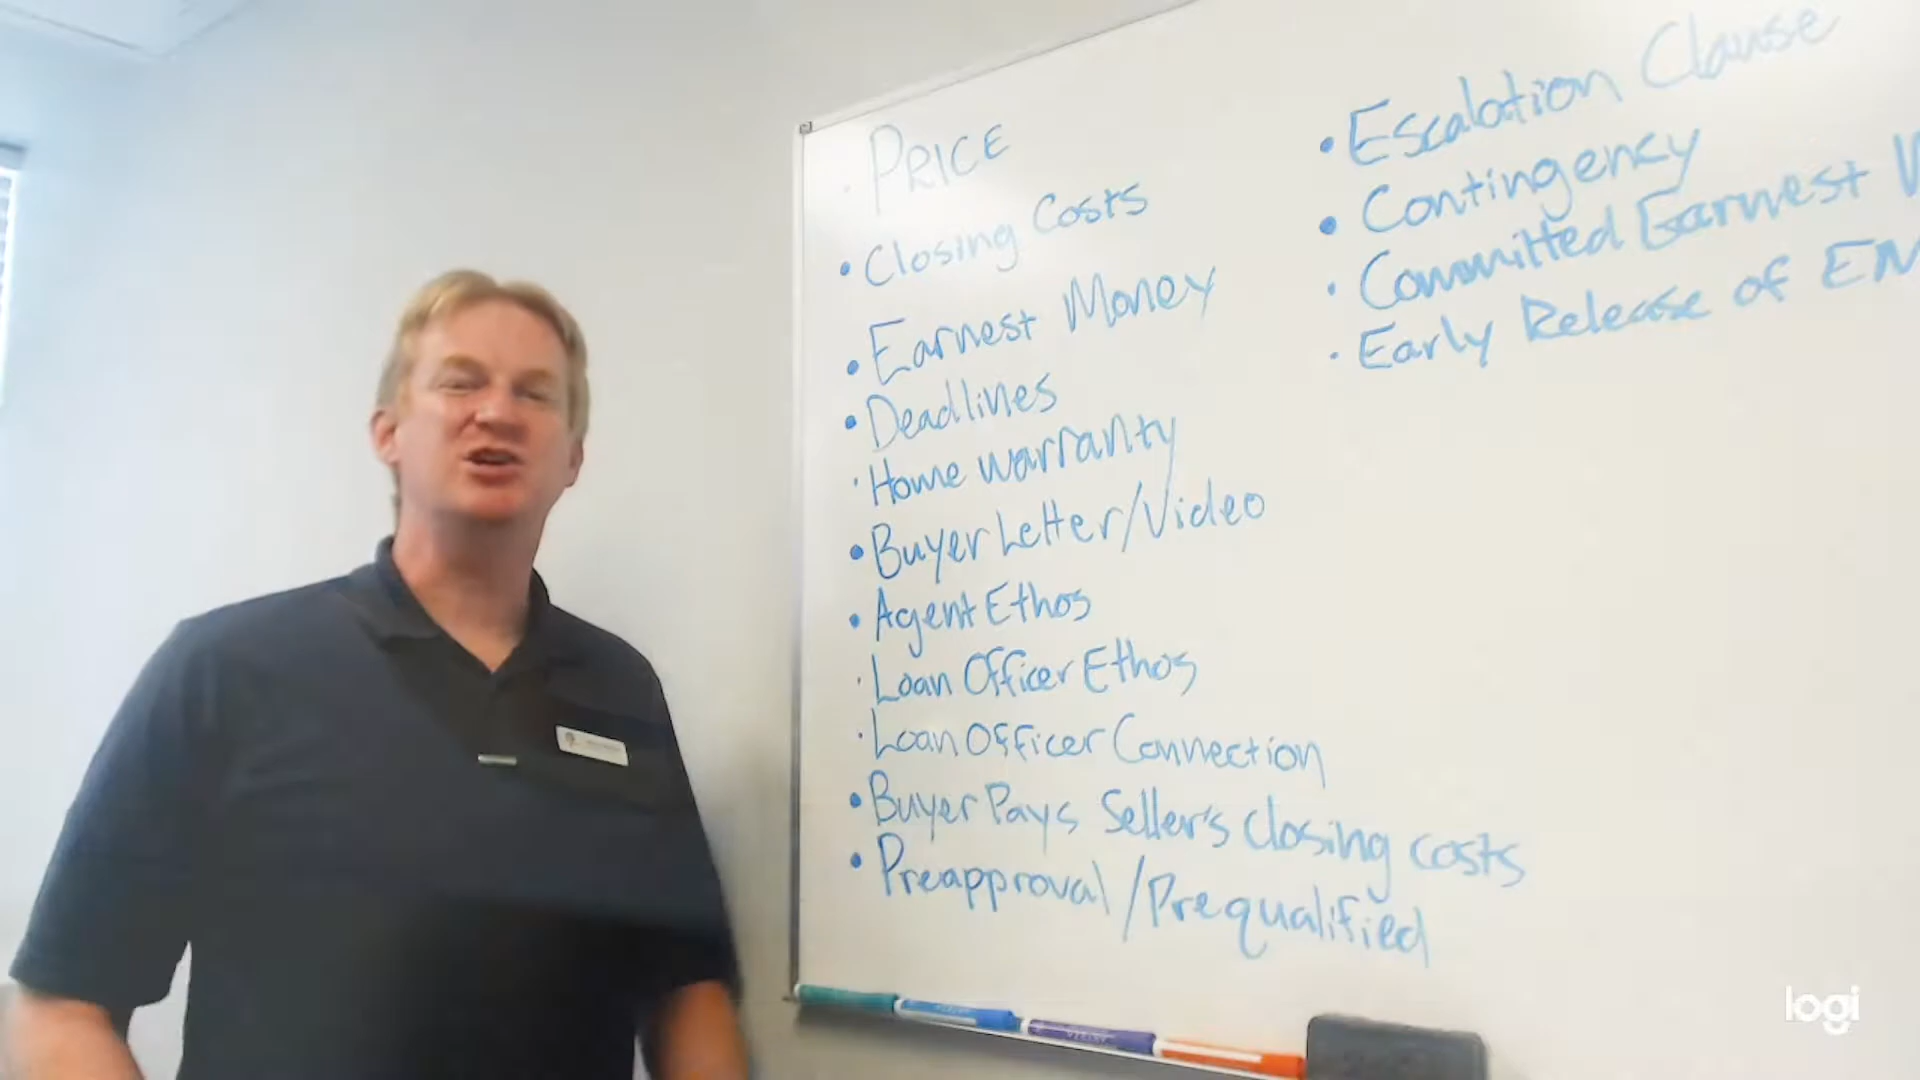 • PRICE
• Closing Costs
• Earnest Money
• Deadlines
• Home warranty
• Buyer Letter/Video
• Agent Ethos
• Loan Officer Ethos
• Loan Officer Connection
• Buyer Pays Seller's closing costs
• Preapproval/Prequalified
• Escalation Clause
• Contingency
• Committed Earnest
• Early Release of EM
logi